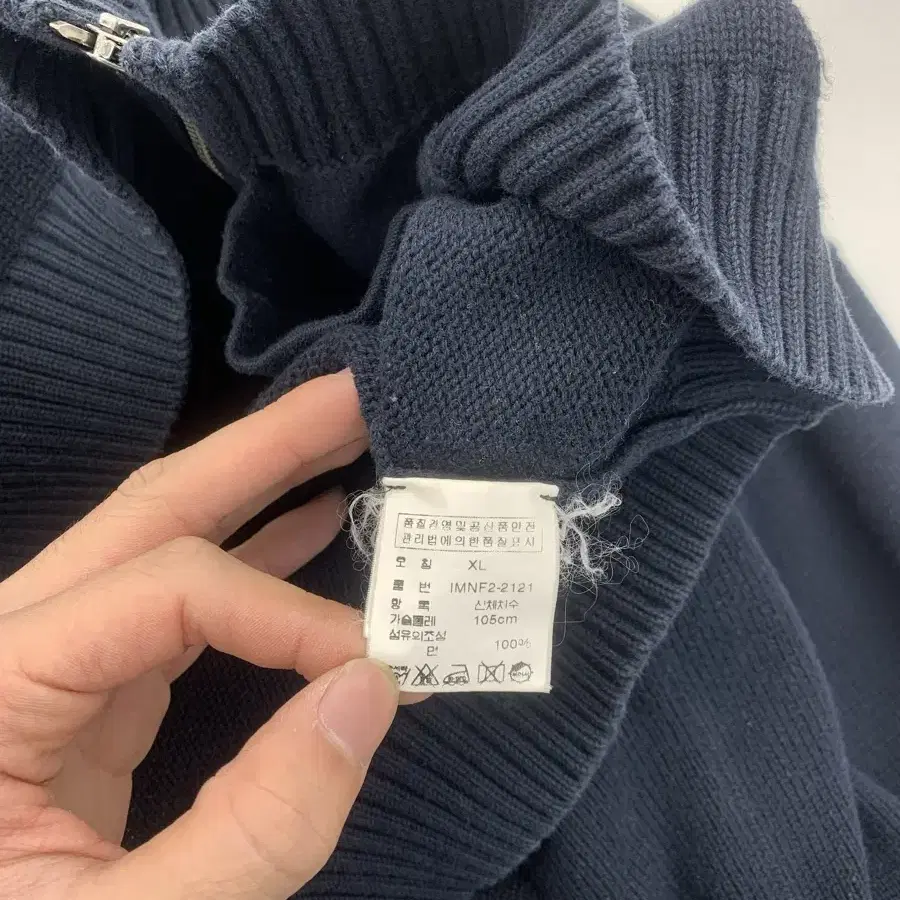 품질경영및공산품안전
관리법에의한품질표시
호 칭 XL
품 번 IMNF2-2121
항 목 신체치수
가슴둘레 105cm
섬유의조성
면 100%